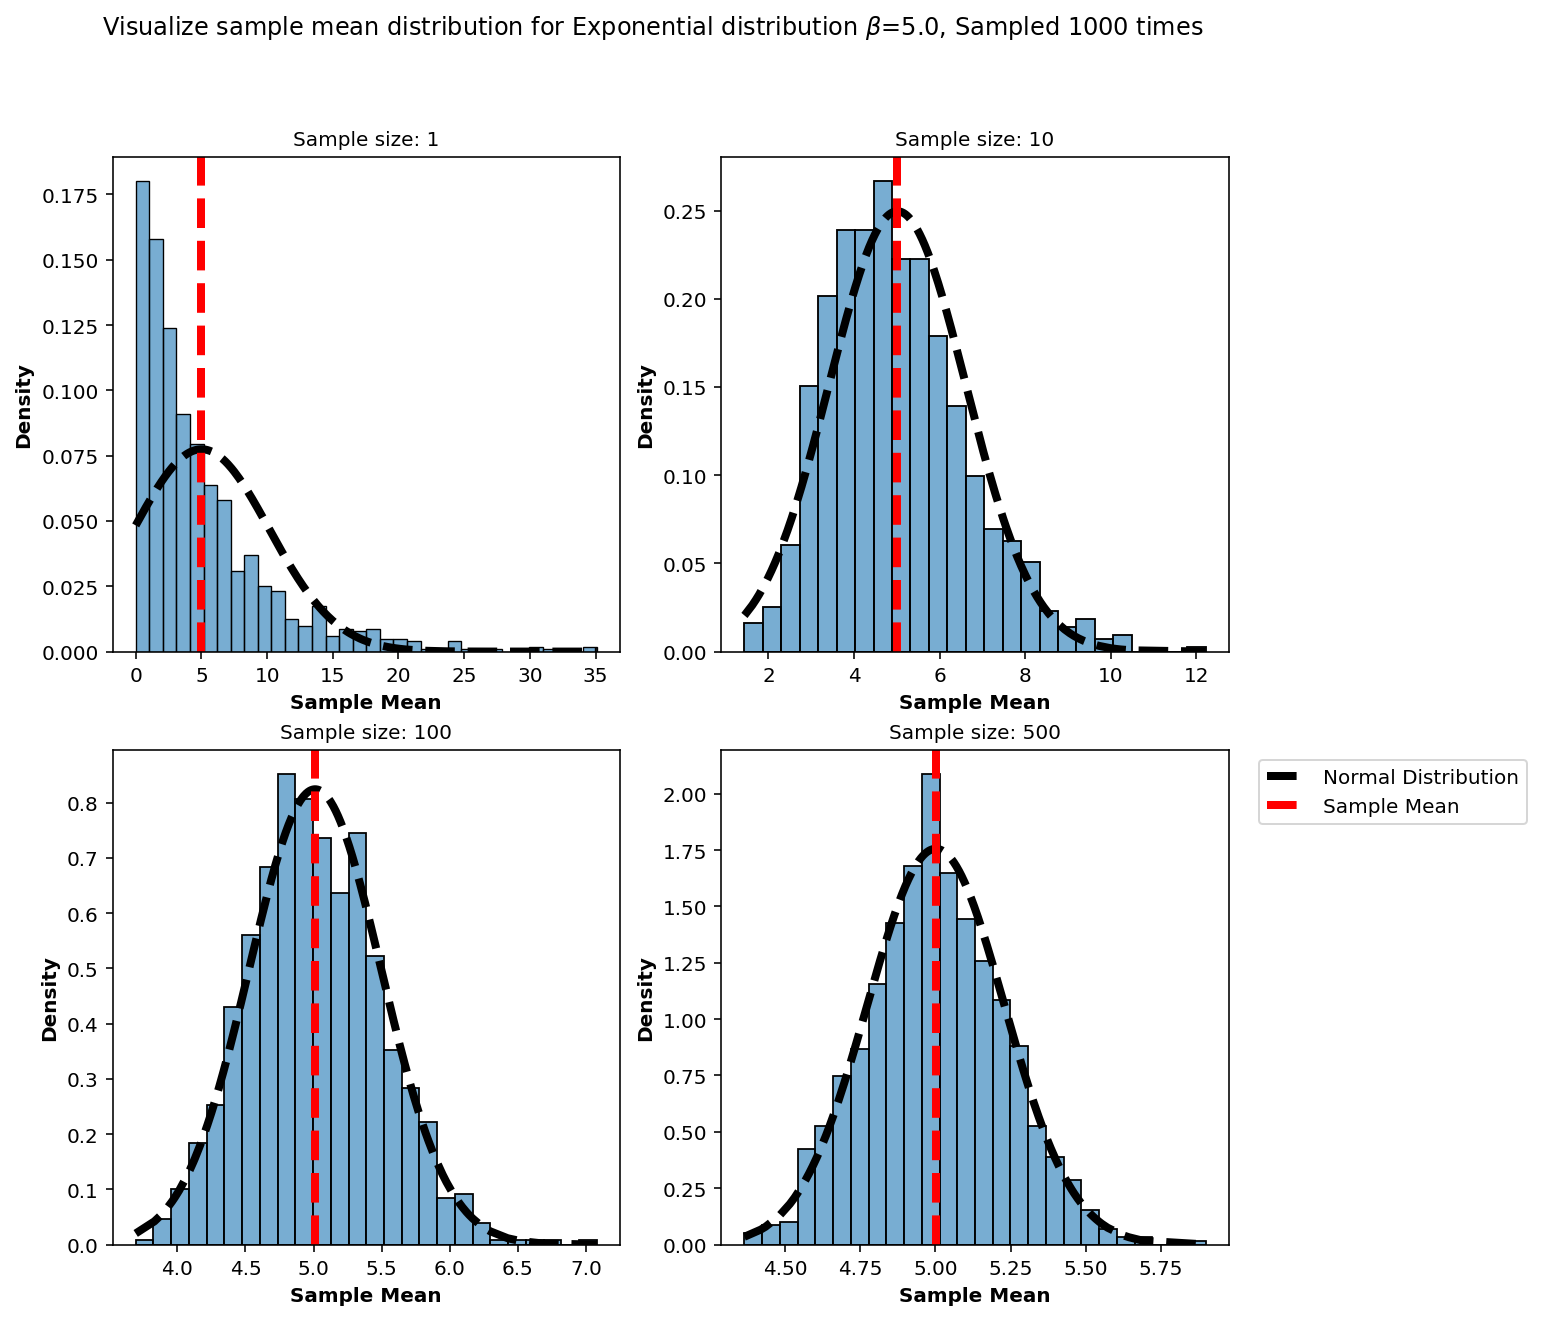 Visualize sample mean distribution for Exponential distribution β=5.0, Sampled 1000 times
Sample size: 1
0.175
0.150
0.125
0.100
0.075
0.050
0.025
0.000
Density
0 5 10 15 20 25 30 35
Sample Mean
Sample size: 10
0.25
0.20
0.15
0.10
0.05
0.00
Density
2 4 6 8 10 12
Sample Mean
Sample size: 100
0.8
0.7
0.6
0.5
0.4
0.3
0.2
0.1
0.0
Density
4.0 4.5 5.0 5.5 6.0 6.5 7.0
Sample Mean
Sample size: 500
2.00
1.75
1.50
1.25
1.00
0.75
0.50
0.25
0.00
Density
4.50 4.75 5.00 5.25 5.50 5.75
Sample Mean
Normal Distribution
Sample Mean